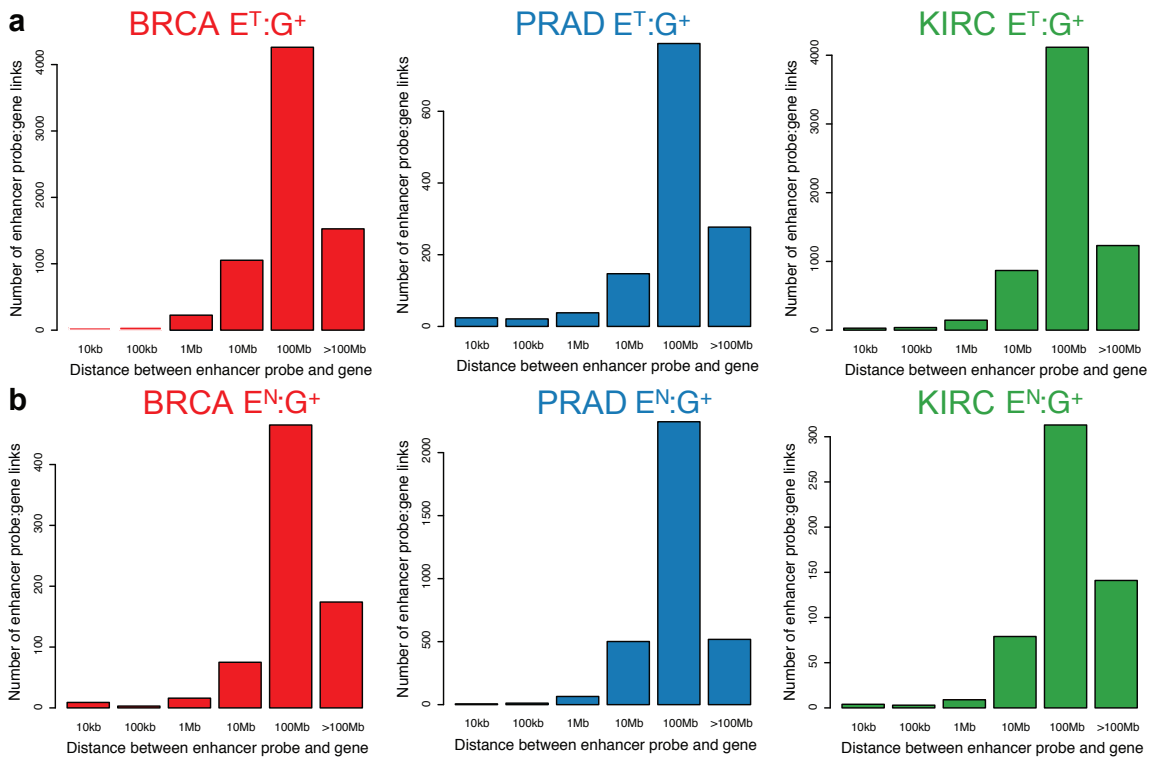 a
BRCA Eᵀ:G⁺
PRAD Eᵀ:G⁺
KIRC Eᵀ:G⁺
Number of enhancer probe:gene links
0 1000 2000 3000 4000
10kb 100kb 1Mb 10Mb 100Mb >100Mb
Distance between enhancer probe and gene
Number of enhancer probe:gene links
0 200 400 600
10kb 100kb 1Mb 10Mb 100Mb >100Mb
Distance between enhancer probe and gene
Number of enhancer probe:gene links
0 1000 2000 3000 4000
10kb 100kb 1Mb 10Mb 100Mb >100Mb
Distance between enhancer probe and gene
b
BRCA Eᴺ:G⁺
PRAD Eᴺ:G⁺
KIRC Eᴺ:G⁺
Number of enhancer probe:gene links
0 100 200 300 400
10kb 100kb 1Mb 10Mb 100Mb >100Mb
Distance between enhancer probe and gene
Number of enhancer probe:gene links
0 500 1000 1500 2000
10kb 100kb 1Mb 10Mb 100Mb >100Mb
Distance between enhancer probe and gene
Number of enhancer probe:gene links
0 50 100 150 200 250 300
10kb 100kb 1Mb 10Mb 100Mb >100Mb
Distance between enhancer probe and gene